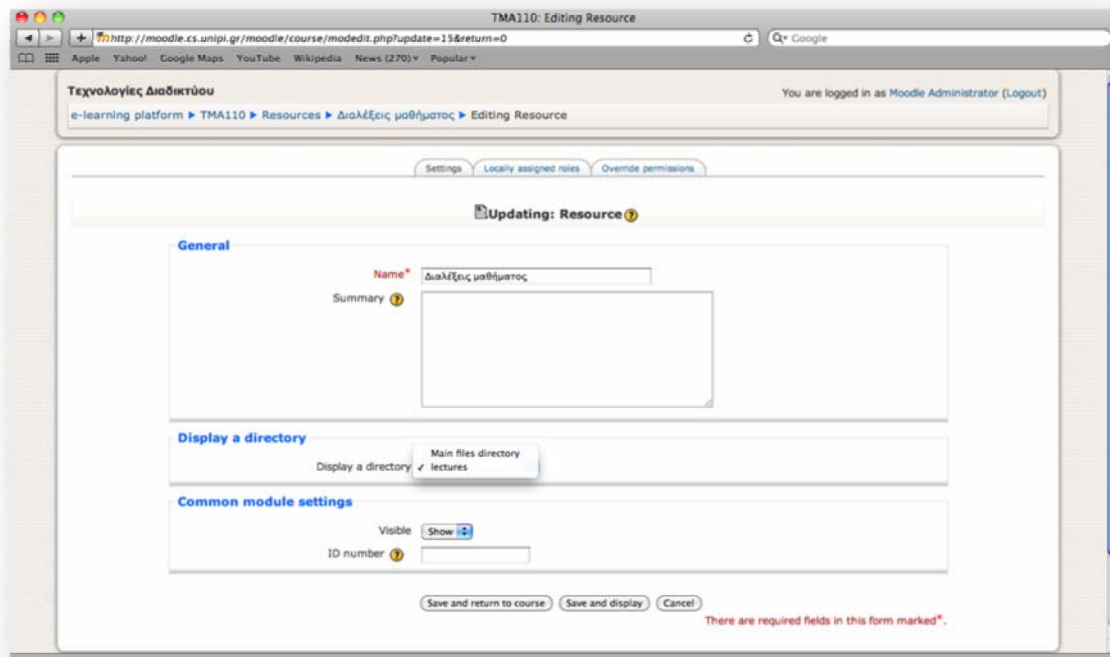 TMA110: Editing Resource
http://moodle.cs.unipi.gr/moodle/course/modedit.php?update=15&return=0
Google
Apple Yahoo! Google Maps YouTube Wikipedia News (270) Popular
Τεχνολογίες Διαδικτύου
You are logged in as Moodle Administrator (Logout)
e-learning platform ► TMA110 ► Resources ► Διαλέξεις μαθήματος ► Editing Resource
Settings Locally assigned roles Override permissions
Updating: Resource ?
General
Name* Διαλέξεις μαθήματος
Summary ?
Display a directory
Main files directory
Display a directory ✓ lectures
Common module settings
Visible Show
ID number ?
Save and return to course Save and display Cancel
There are required fields in this form marked*.